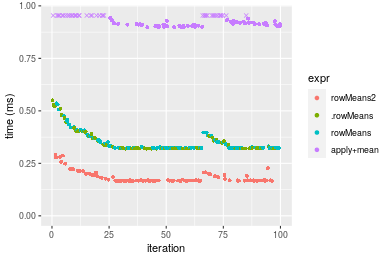 1.00
0.75
0.50
0.25
0.00
time (ms)
0
25
50
75
100
iteration
expr
rowMeans2
.rowMeans
rowMeans
apply+mean